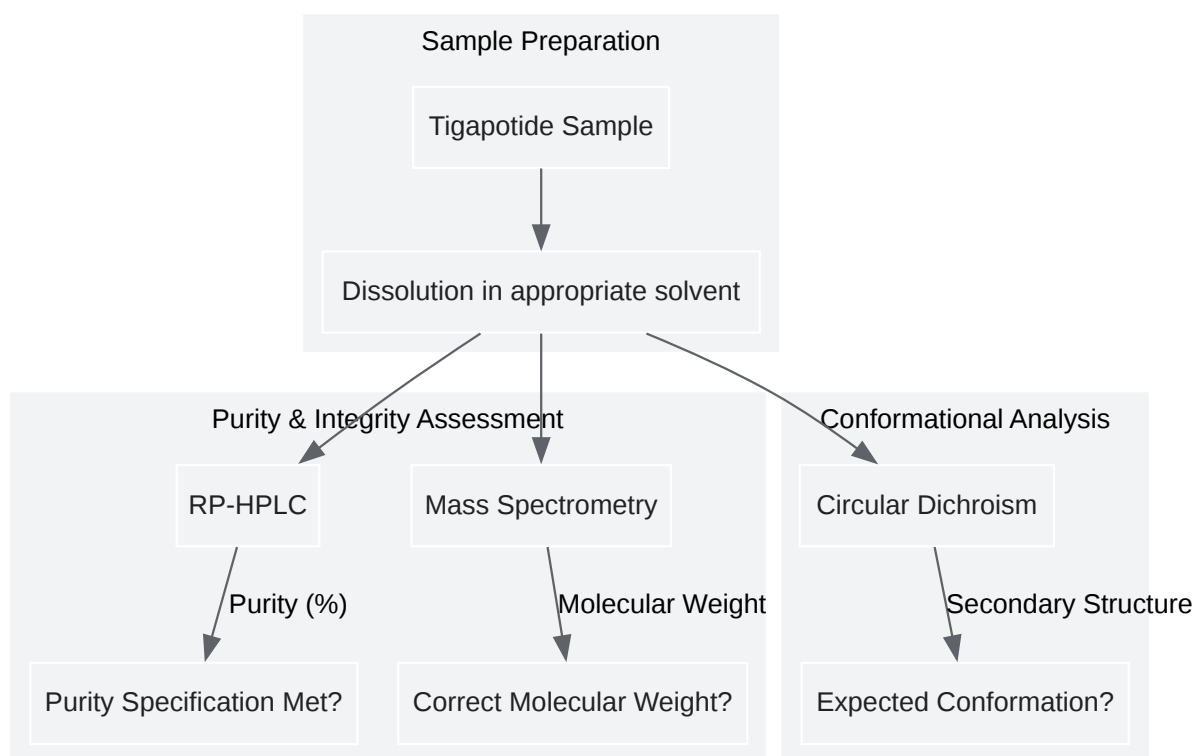 Sample Preparation
Tigapotide Sample
Dissolution in appropriate solvent
Purity & Integrity Assessment
Conformational Analysis
RP-HPLC
Mass Spectrometry
Circular Dichroism
Purity (%)
Molecular Weight
Secondary Structure
Purity Specification Met?
Correct Molecular Weight?
Expected Conformation?